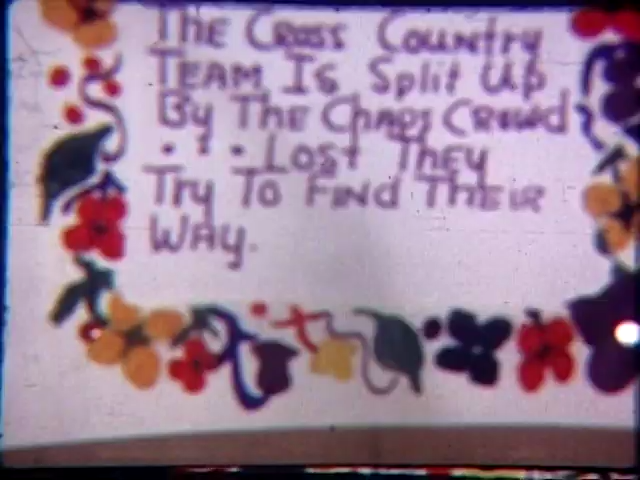 The Cross Country
Team Is Split Up
By The Chaos Crowd
• • • Lost They
Try To Find Their
Way.